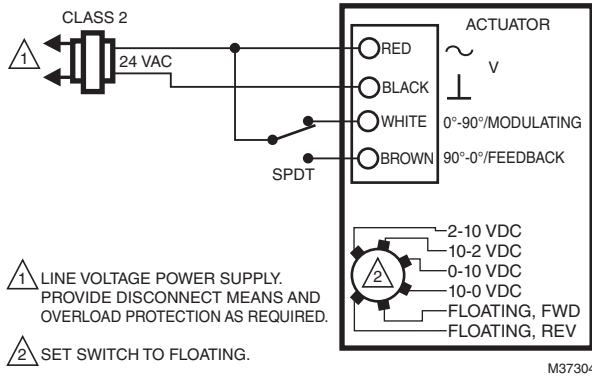 CLASS 2
1
24 VAC
ACTUATOR
RED
V
BLACK
WHITE 0°-90°/MODULATING
BROWN 90°-0°/FEEDBACK
SPDT
2
2-10 VDC
10-2 VDC
0-10 VDC
10-0 VDC
FLOATING, FWD
FLOATING, REV
1 LINE VOLTAGE POWER SUPPLY.
PROVIDE DISCONNECT MEANS AND
OVERLOAD PROTECTION AS REQUIRED.
2 SET SWITCH TO FLOATING.
M37304